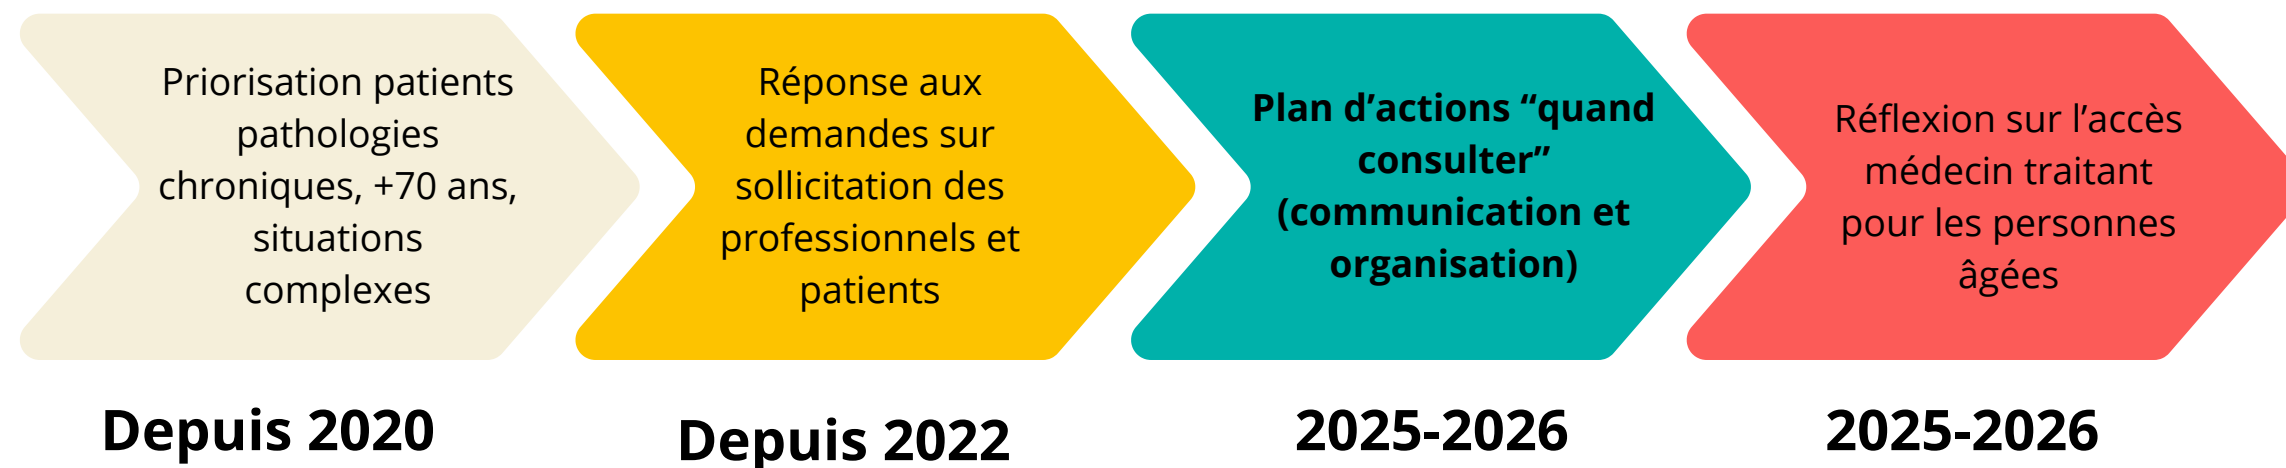 Priorisation patients
pathologies
chroniques, +70 ans,
situations
complexes
Depuis 2020
Réponse aux
demandes sur
sollicitation des
professionnels et
patients
Depuis 2022
Plan d’actions “quand
consulter”
(communication et
organisation)
2025-2026
Réflexion sur l’accès
médecin traitant
pour les personnes
âgées
2025-2026